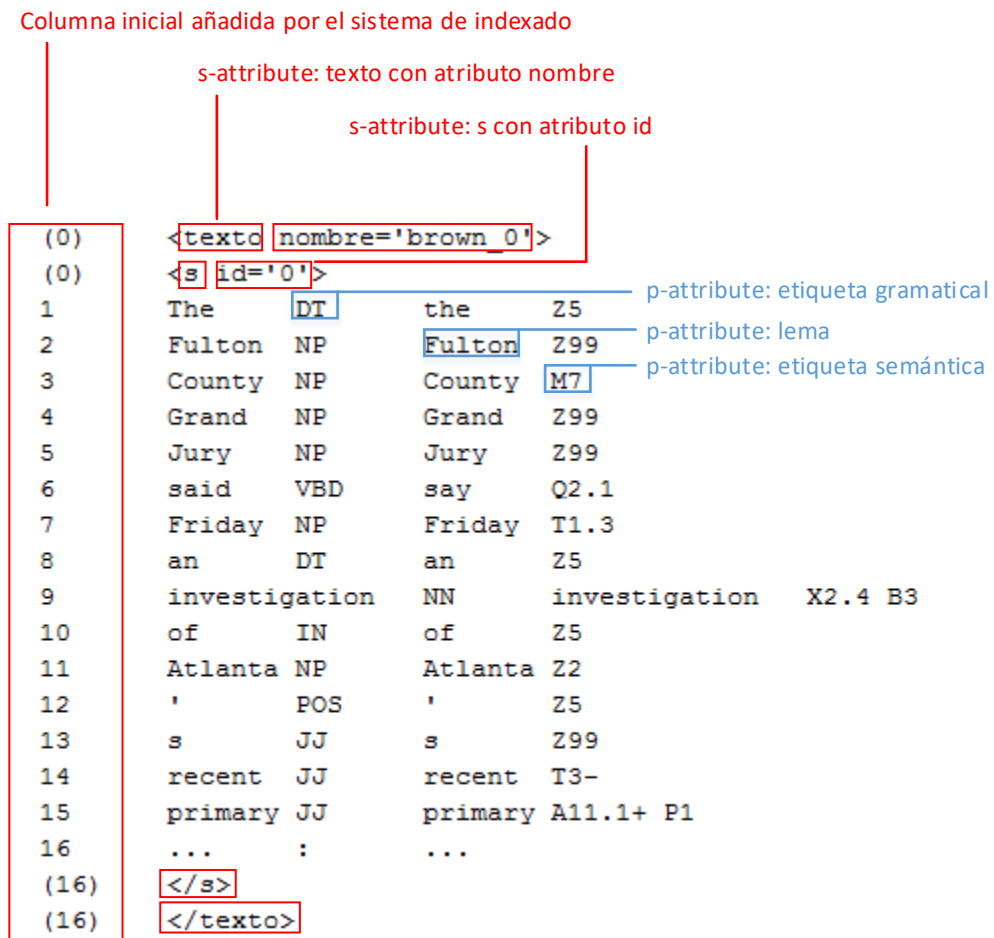 Columna inicial añadida por el sistema de indexado
s-attribute: texto con atributo nombre
s-attribute: s con atributo id
(0) <texto nombre='brown_0'>
(0) <s id='0'>
p-attribute: etiqueta gramatical
1 The DT the Z5
p-attribute: lema
2 Fulton NP Fulton Z99
p-attribute: etiqueta semántica
3 County NP County M7
4 Grand NP Grand Z99
5 Jury NP Jury Z99
6 said VBD say Q2.1
7 Friday NP Friday T1.3
8 an DT an Z5
9 investigation NN investigation X2.4 B3
10 of IN of Z5
11 Atlanta NP Atlanta Z2
12 ' POS ' Z5
13 s JJ s Z99
14 recent JJ recent T3-
15 primary JJ primary A11.1+ P1
16 ... : ...
(16) </s>
(16) </texto>